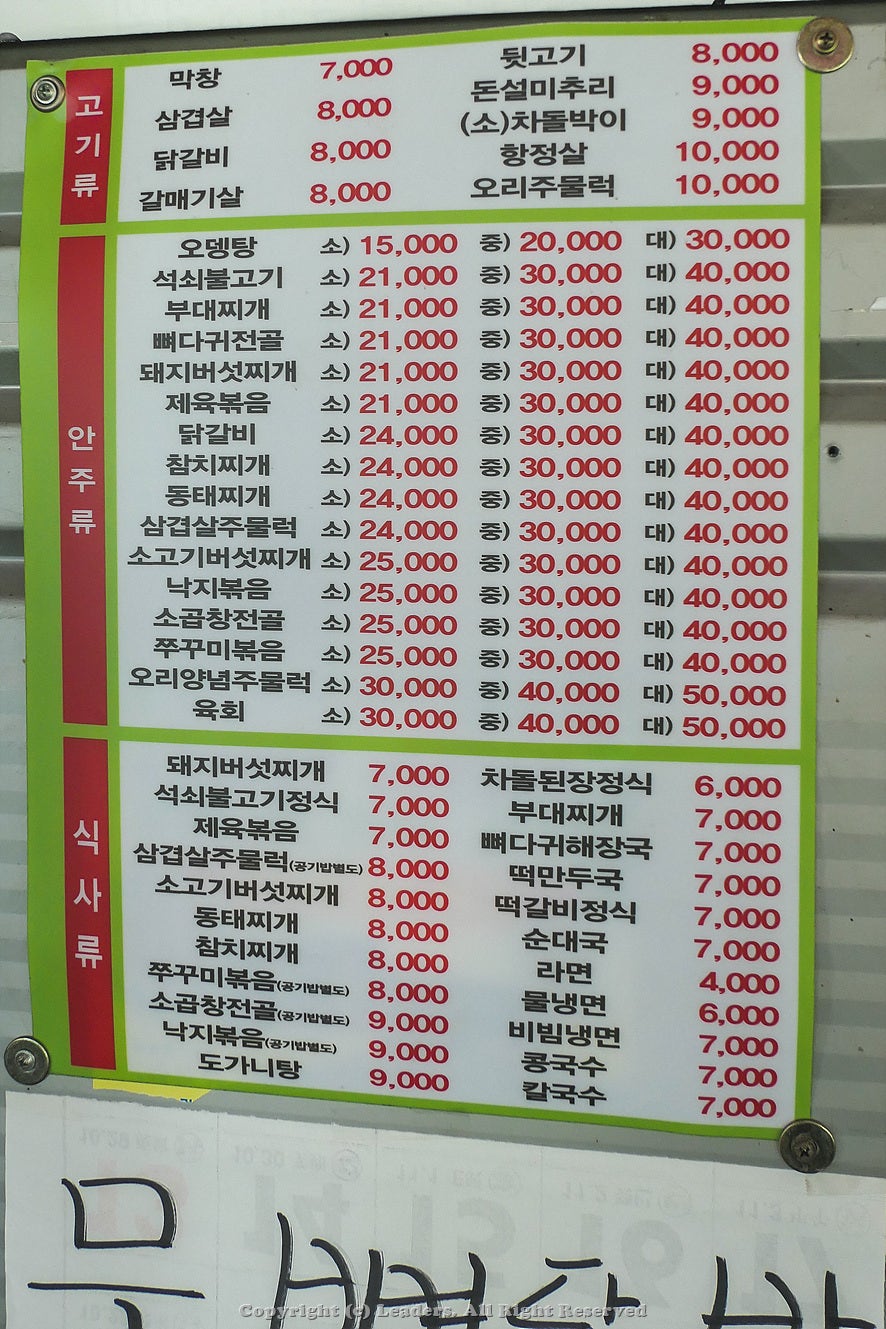 고기류
막창 7,000
삼겹살 8,000
닭갈비 8,000
갈매기살 8,000
뒷고기 8,000
돈설미추리 9,000
(소)차돌박이 9,000
항정살 10,000
오리주물럭 10,000
안주류
오뎅탕 소) 15,000 중) 20,000 대) 30,000
석쇠불고기 소) 21,000 중) 30,000 대) 40,000
부대찌개 소) 21,000 중) 30,000 대) 40,000
뼈다귀전골 소) 21,000 중) 30,000 대) 40,000
돼지버섯찌개 소) 21,000 중) 30,000 대) 40,000
제육볶음 소) 21,000 중) 30,000 대) 40,000
닭갈비 소) 24,000 중) 30,000 대) 40,000
참치찌개 소) 24,000 중) 30,000 대) 40,000
동태찌개 소) 24,000 중) 30,000 대) 40,000
삼겹살주물럭 소) 24,000 중) 30,000 대) 40,000
소고기버섯찌개 소) 25,000 중) 30,000 대) 40,000
낙지볶음 소) 25,000 중) 30,000 대) 40,000
소곱창전골 소) 25,000 중) 30,000 대) 40,000
쭈꾸미볶음 소) 25,000 중) 30,000 대) 40,000
오리양념주물럭 소) 30,000 중) 40,000 대) 50,000
육회 소) 30,000 중) 40,000 대) 50,000
식사류
돼지버섯찌개 7,000
석쇠불고기정식 7,000
제육볶음 7,000
삼겹살주물럭(공기밥별도) 8,000
소고기버섯찌개 8,000
동태찌개 8,000
참치찌개 8,000
쭈꾸미볶음(공기밥별도) 8,000
소곱창전골(공기밥별도) 9,000
낙지볶음(공기밥별도) 9,000
도가니탕 9,000
차돌된장정식 6,000
부대찌개 7,000
뼈다귀해장국 7,000
떡만두국 7,000
떡갈비정식 7,000
순대국 7,000
라면 4,000
물냉면 6,000
비빔냉면 7,000
콩국수 7,000
칼국수 7,000
Copyright (c) Leaders. All Right Reserved